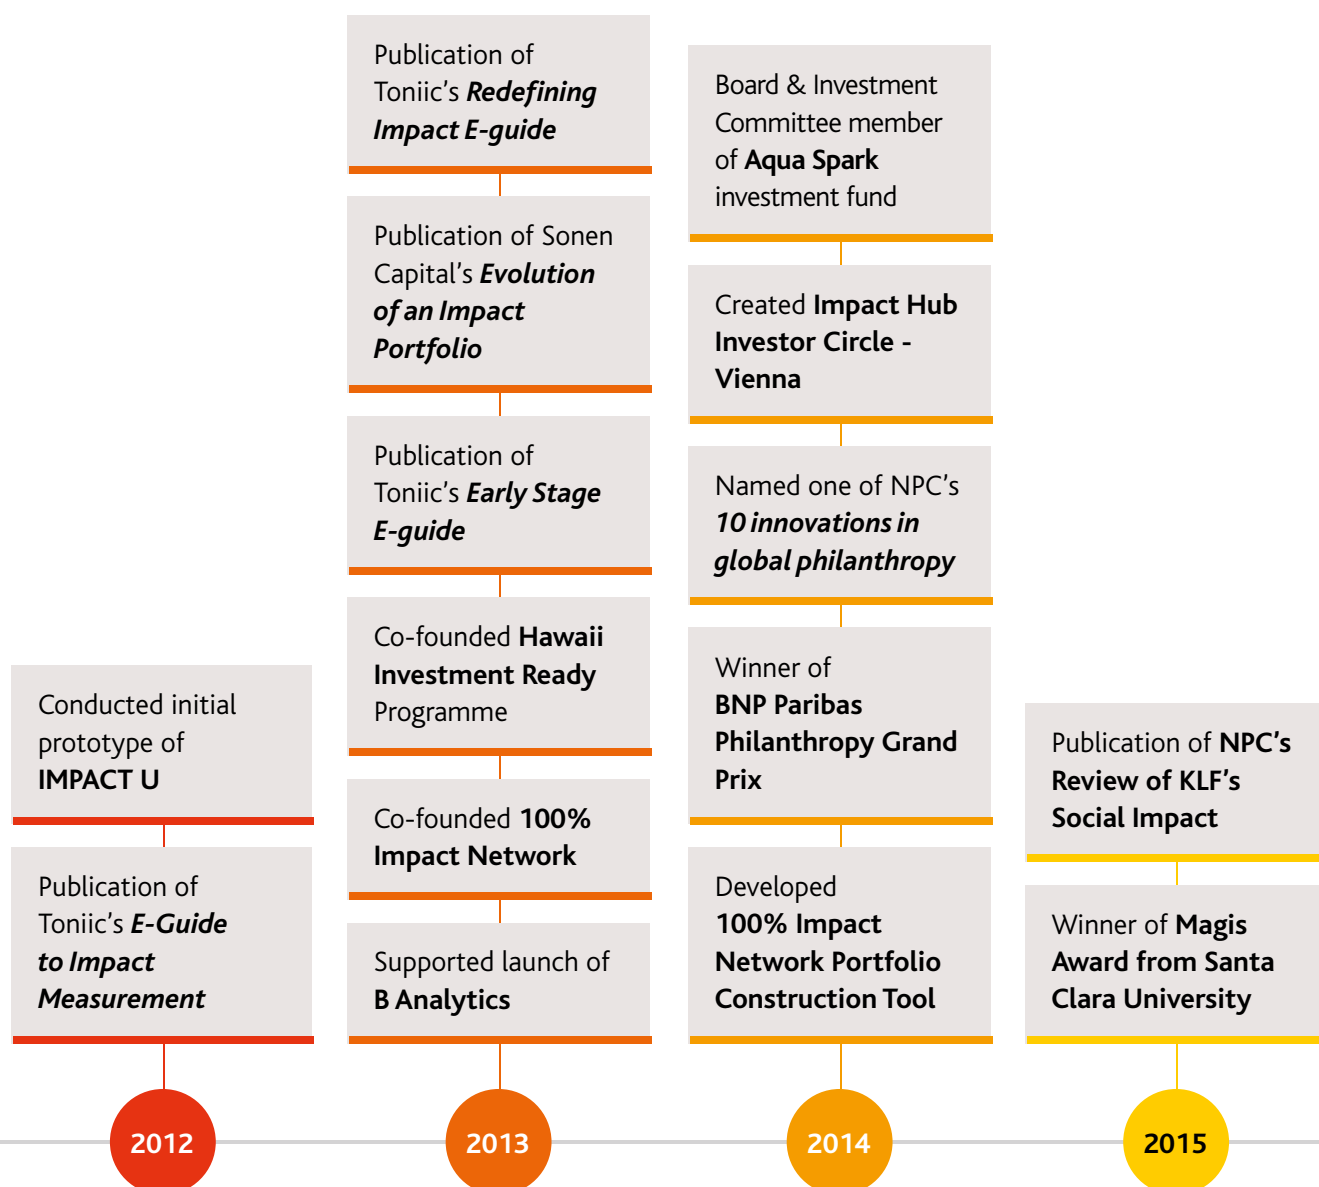 Conducted initial
prototype of
IMPACT U
Publication of
Toniic’s E-Guide
to Impact
Measurement
2012
Publication of
Toniic’s Redefining
Impact E-guide
Publication of Sonen
Capital’s Evolution
of an Impact
Portfolio
Publication of
Toniic’s Early Stage
E-guide
Co-founded Hawaii
Investment Ready
Programme
Co-founded 100%
Impact Network
Supported launch of
B Analytics
2013
Board & Investment
Committee member
of Aqua Spark
investment fund
Created Impact Hub
Investor Circle -
Vienna
Named one of NPC’s
10 innovations in
global philanthropy
Winner of
BNP Paribas
Philanthropy Grand
Prix
Developed
100% Impact
Network Portfolio
Construction Tool
2014
Publication of NPC’s
Review of KLF’s
Social Impact
Winner of Magis
Award from Santa
Clara University
2015